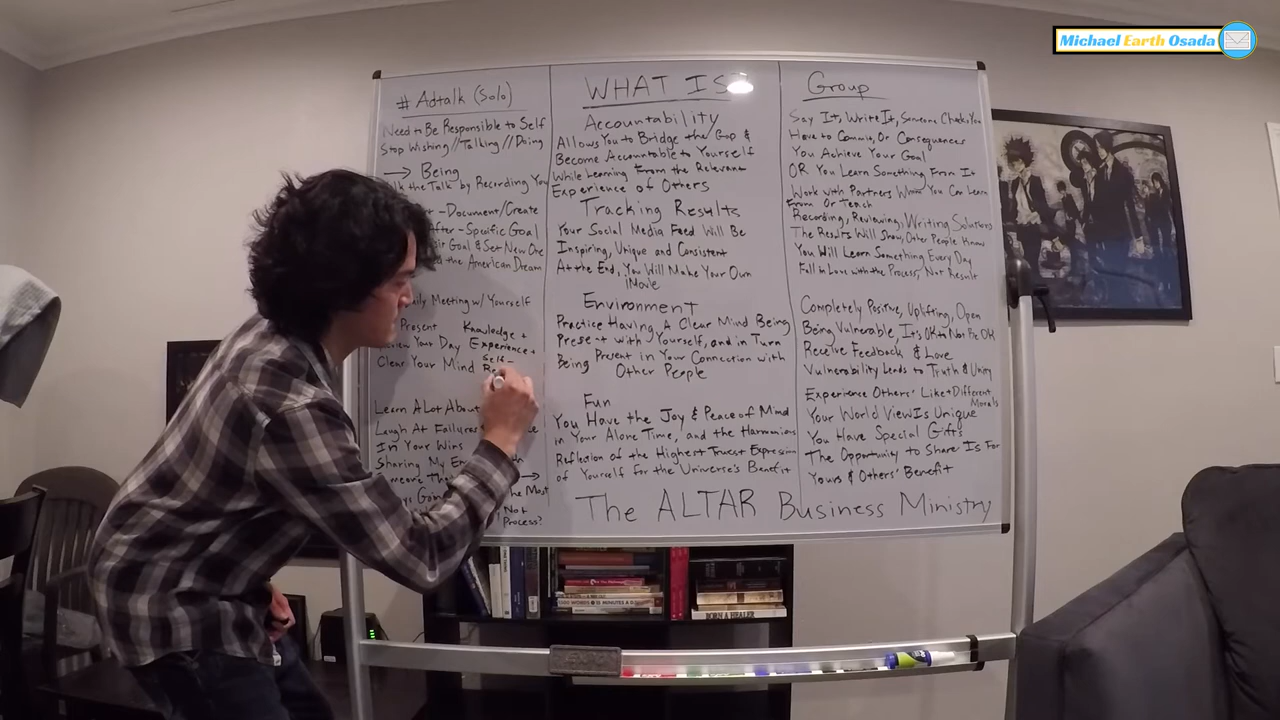 Michael Earth Osada
# Adtalk (Solo)
Need to Be Responsible to Self
Stop Wishing//Talking//Doing
→ Being
the Talk by Recording You
-Document/Create
After -Specific Goal
Goal & Set New One
the American Dream
Meeting w/ Yourself
Present Knowledge +
Your Day Experience +
Self-
Clear Your Mind
Learn A Lot About
Laugh At Failures
In Your Wins
Sharing My
→
the Most
Not
Process?
WHAT IS
Accountability
Allows You to Bridge the Gap &
Become Accountable to Yourself
While Learning From the Relevant
Experience of Others
Tracking Results
Your Social Media Feed Will Be
Inspiring, Unique and Consistent
At the End, You Will Make Your Own
iMovie
Environment
Practice Having A Clear Mind Being
Present with Yourself, and in Turn
Being Present in Your Connection with
Other People
Fun
You Have the Joy & Peace of Mind
in Your Alone Time, and the Harmonious
Reflection of the Highest Truest Expression
of Yourself for the Universe's Benefit
Group
Say It, Write It, Someone Checks You
Have to Commit, Or Consequences
You Achieve Your Goal
OR You Learn Something From It
Work with Partners Whom You Can Learn
From Or Teach
Recording, Reviewing, Writing Solutions
The Results Will Show, Other People Know
You Will Learn Something Every Day
Fall in Love with the Process, Not Result
Completely Positive, Uplifting, Open
Being Vulnerable, It's OK to Not Be OK
Receive Feedback & Love
Vulnerability Leads to Truth & Unity
Experience Others' Like + Different
Morals
Your World View Is Unique
You Have Special Gifts
The Opportunity to Share Is For
Yours & Others' Benefit
The ALTAR Business Ministry
BORN A HEALER